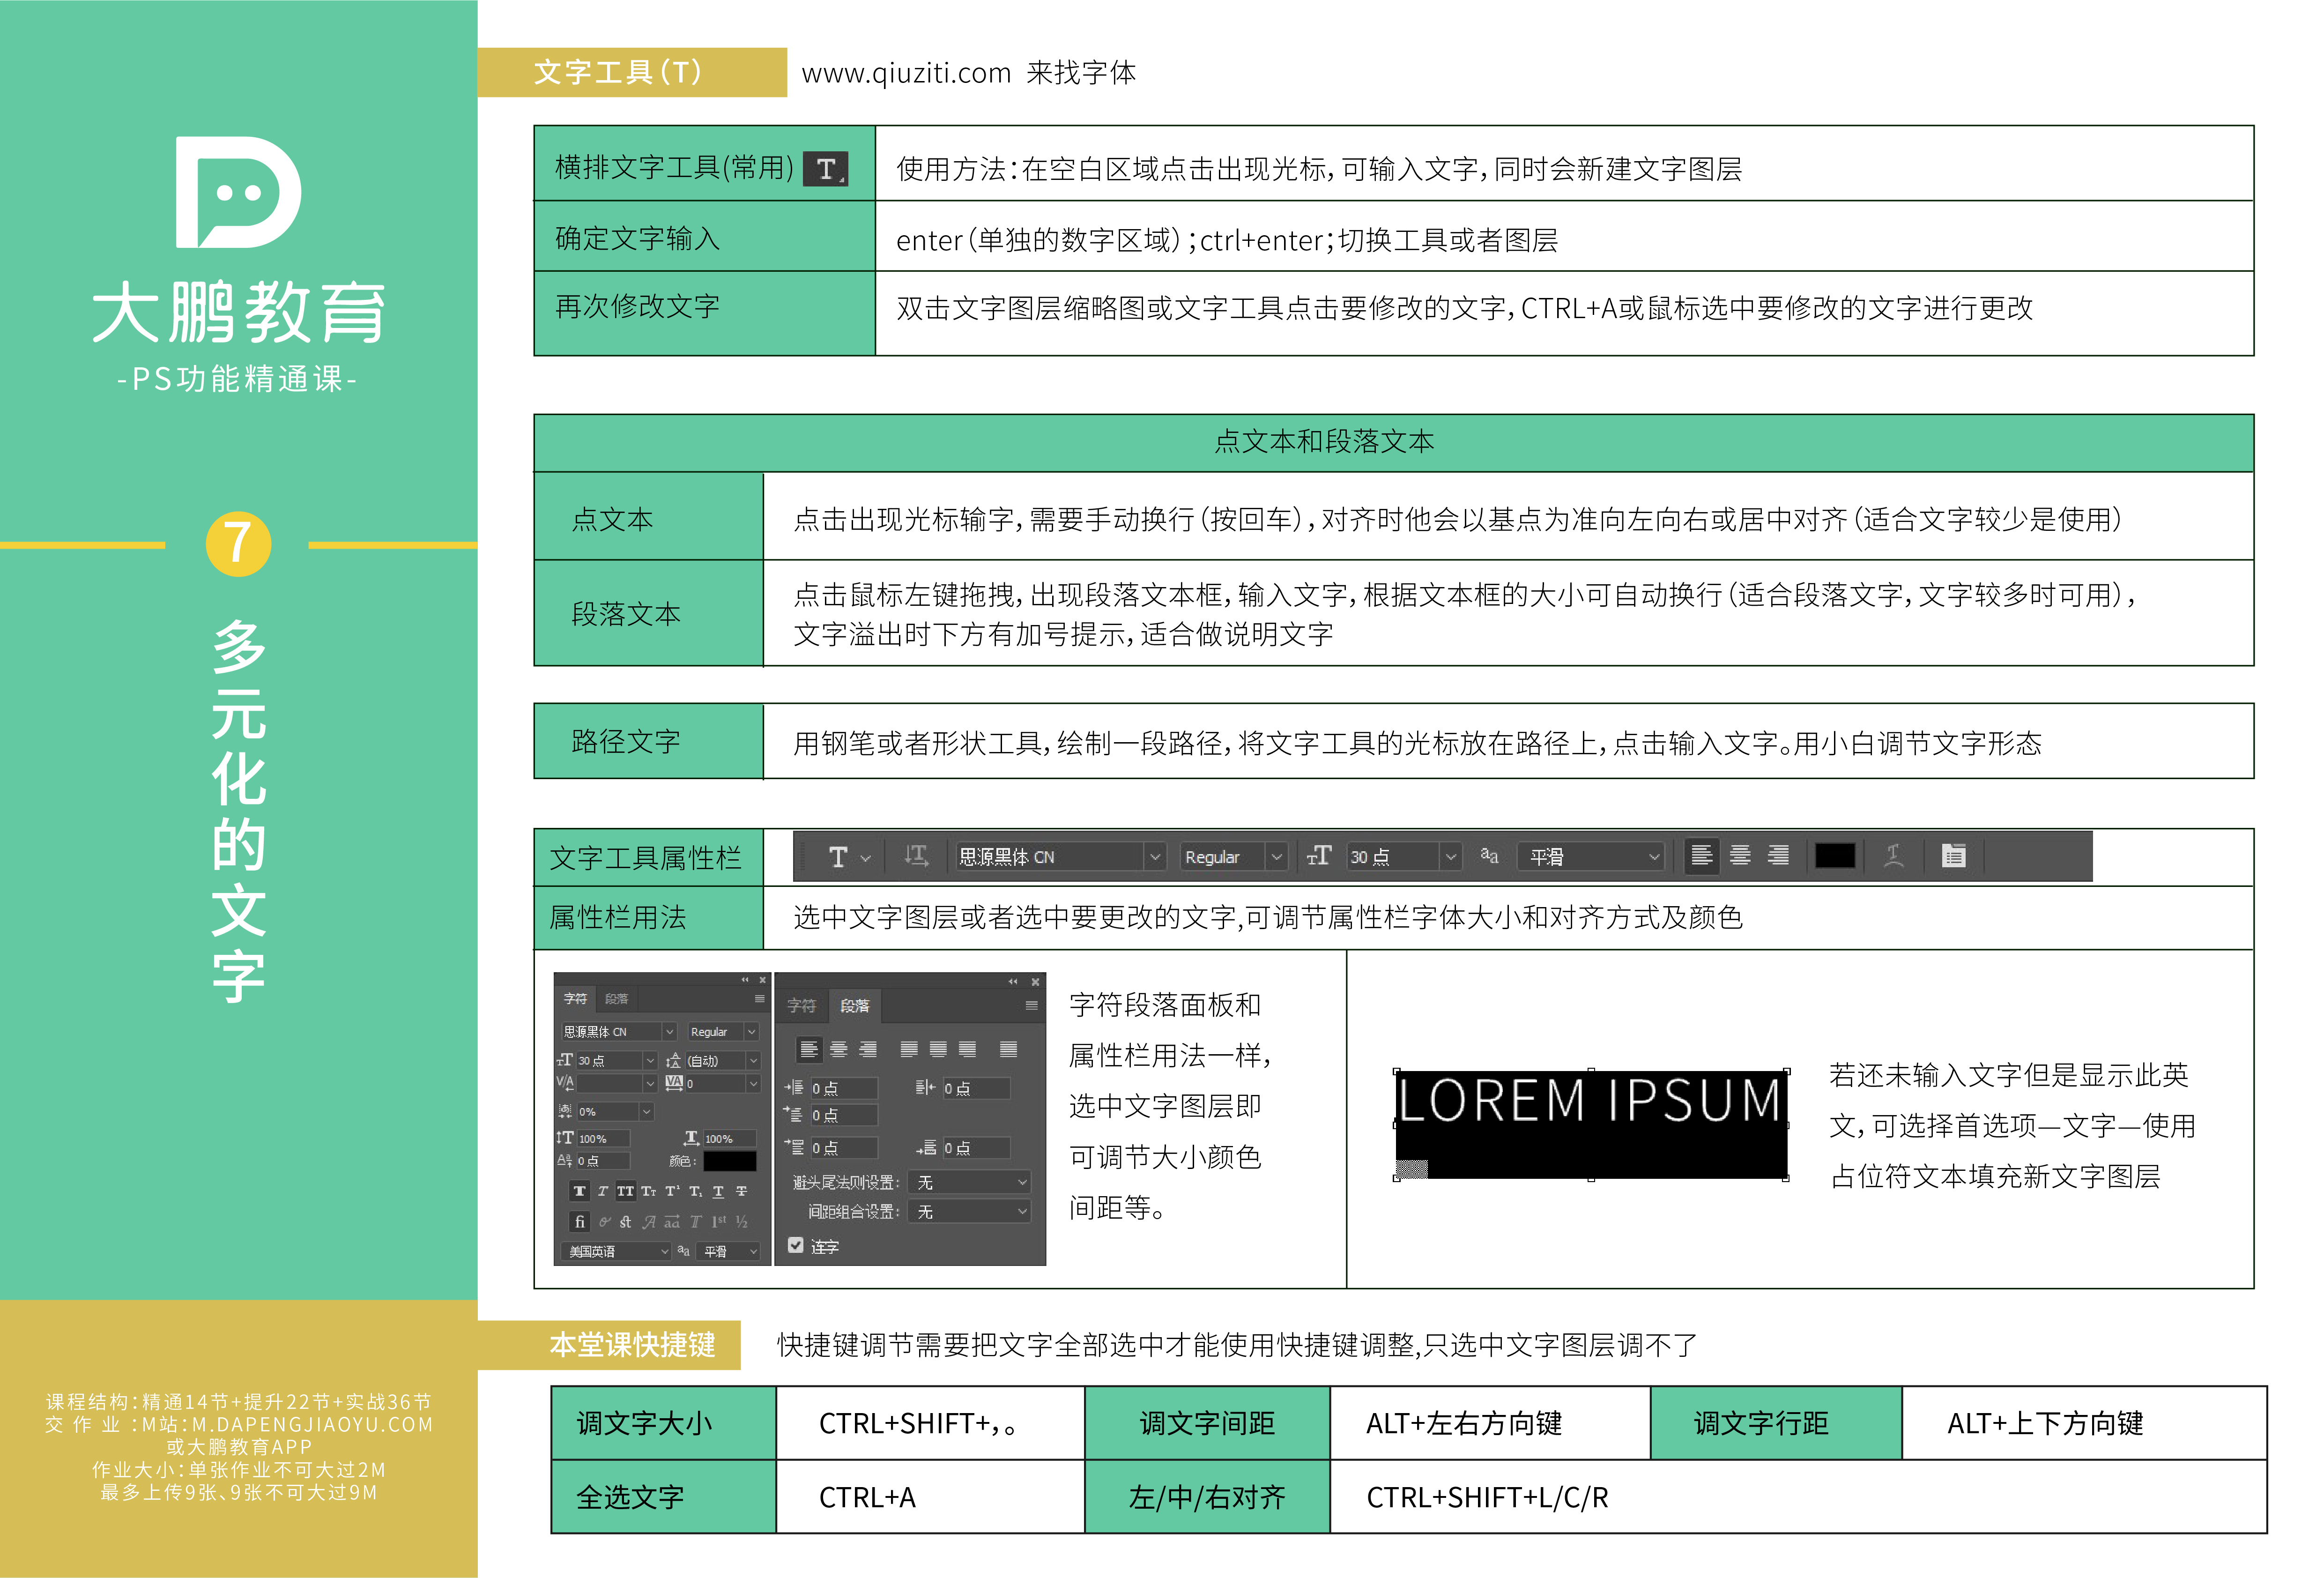 大鹏教育
-PS功能精通课-
7
多元化的文字
课程结构：精通14节+提升22节+实战36节
交 作 业 ：M站：M.DAPENGJIAOYU.COM
或大鹏教育APP
作业大小：单张作业不可大过2M
最多上传9张、9张不可大过9M
文字工具（T）
www.qiuziti.com 来找字体
横排文字工具(常用) T
使用方法：在空白区域点击出现光标，可输入文字，同时会新建文字图层
确定文字输入
enter（单独的数字区域）；ctrl+enter；切换工具或者图层
再次修改文字
双击文字图层缩略图或文字工具点击要修改的文字，CTRL+A或鼠标选中要修改的文字进行更改
点文本和段落文本
点文本
点击出现光标输字，需要手动换行（按回车），对齐时他会以基点为准向左向右或居中对齐（适合文字较少是使用）
段落文本
点击鼠标左键拖拽，出现段落文本框，输入文字，根据文本框的大小可自动换行（适合段落文字，文字较多时可用），
文字溢出时下方有加号提示，适合做说明文字
路径文字
用钢笔或者形状工具，绘制一段路径，将文字工具的光标放在路径上，点击输入文字。用小白调节文字形态
文字工具属性栏
T 思源黑体 CN Regular 30 点 aa 平滑
属性栏用法
选中文字图层或者选中要更改的文字,可调节属性栏字体大小和对齐方式及颜色
字符 段落
思源黑体 CN Regular
30 点 (自动)
V/A VA 0
0%
100% 100%
0 点 颜色：
T T TT Tт T¹ T₁ T T
fi st A aa T 1st ½
美国英语 aa 平滑
字符 段落
0 点 0 点
0 点
0 点 0 点
避头尾法则设置： 无
间距组合设置： 无
连字
字符段落面板和
属性栏用法一样，
选中文字图层即
可调节大小颜色
间距等。
LOREM IPSUM
若还未输入文字但是显示此英
文，可选择首选项—文字—使用
占位符文本填充新文字图层
本堂课快捷键
快捷键调节需要把文字全部选中才能使用快捷键调整,只选中文字图层调不了
调文字大小 CTRL+SHIFT+，。 调文字间距 ALT+左右方向键 调文字行距 ALT+上下方向键
全选文字 CTRL+A 左/中/右对齐 CTRL+SHIFT+L/C/R